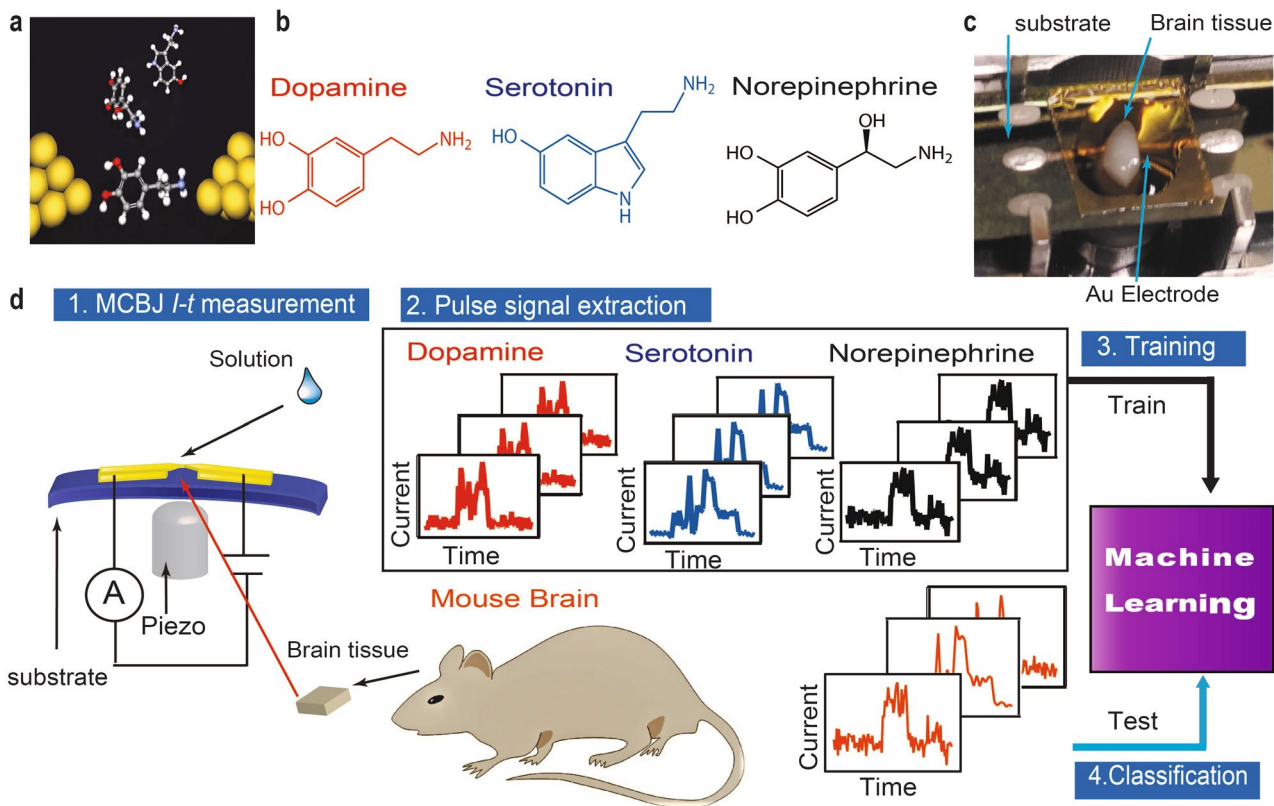 a
b
Dopamine
HO
HO
NH₂
Serotonin
HO
NH₂
N
H
Norepinephrine
OH
HO
HO
NH₂
c
substrate
Brain tissue
Au Electrode
d
1. MCBJ I-t measurement
Solution
A
Piezo
substrate
Brain tissue
2. Pulse signal extraction
Dopamine
Current
Time
Serotonin
Current
Time
Norepinephrine
Current
Time
Mouse Brain
Current
Time
3. Training
Train
Machine
Learning
Test
4.Classification